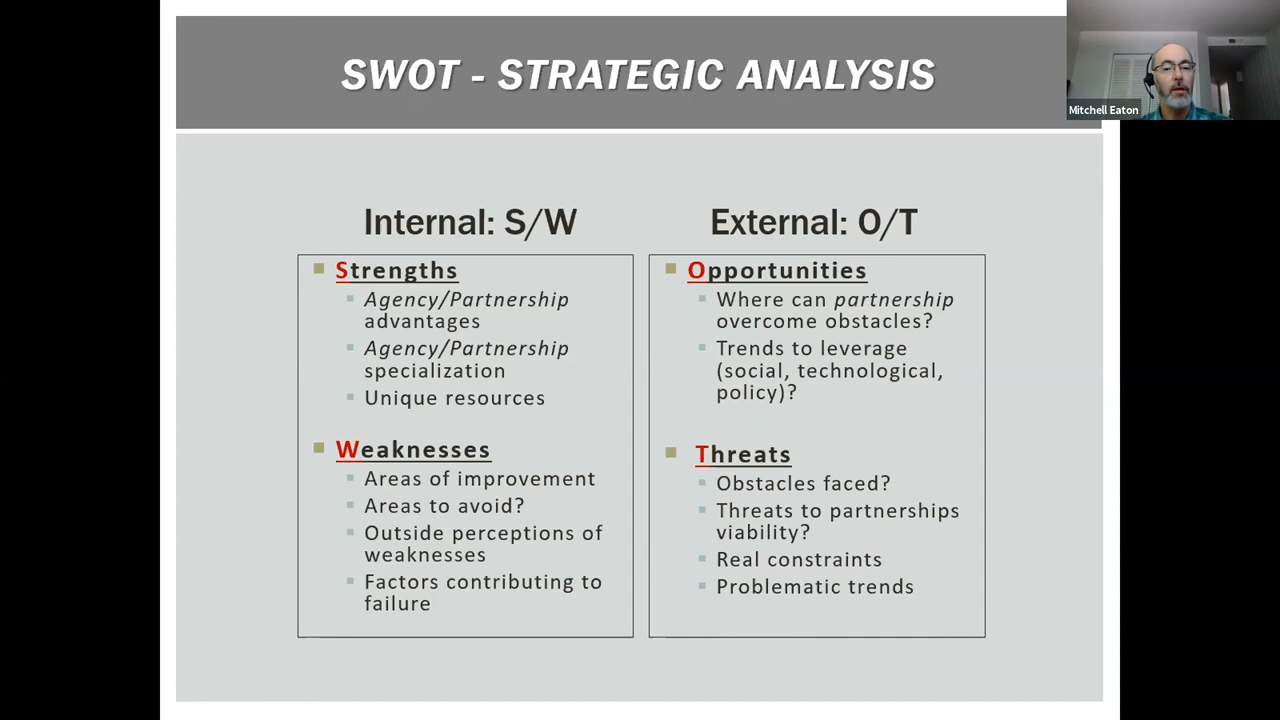 SWOT - STRATEGIC ANALYSIS
Mitchell Eaton
Internal: S/W
Strengths
Agency/Partnership
advantages
Agency/Partnership
specialization
Unique resources
Weaknesses
Areas of improvement
Areas to avoid?
Outside perceptions of
weaknesses
Factors contributing to
failure
External: O/T
Opportunities
Where can partnership
overcome obstacles?
Trends to leverage
(social, technological,
policy)?
Threats
Obstacles faced?
Threats to partnerships
viability?
Real constraints
Problematic trends